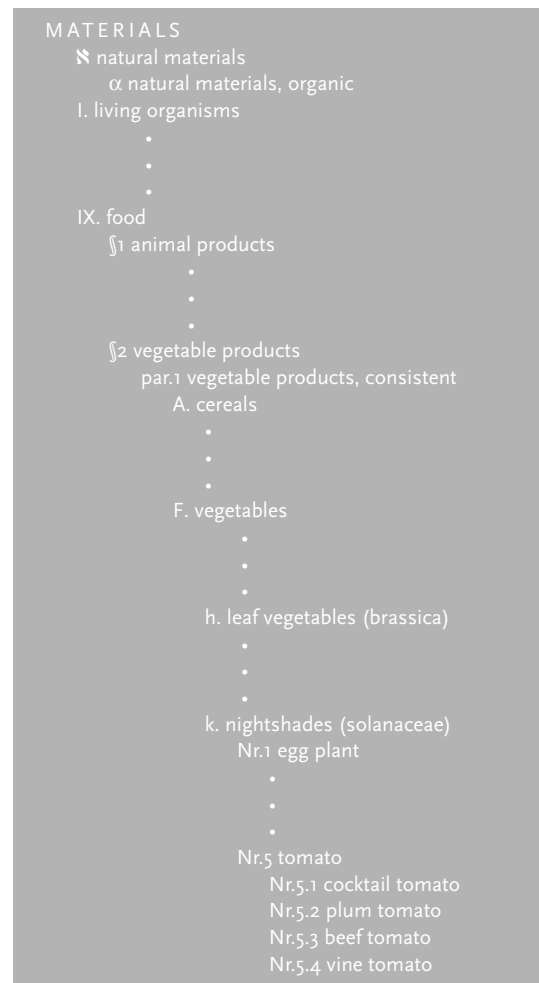 MATERIALS
ℵ natural materials
α natural materials, organic
I. living organisms
•
•
•
IX. food
§1 animal products
•
•
•
§2 vegetable products
par.1 vegetable products, consistent
A. cereals
•
•
•
F. vegetables
•
•
•
h. leaf vegetables (brassica)
•
•
•
k. nightshades (solanaceae)
Nr.1 egg plant
•
•
•
Nr.5 tomato
Nr.5.1 cocktail tomato
Nr.5.2 plum tomato
Nr.5.3 beef tomato
Nr.5.4 vine tomato